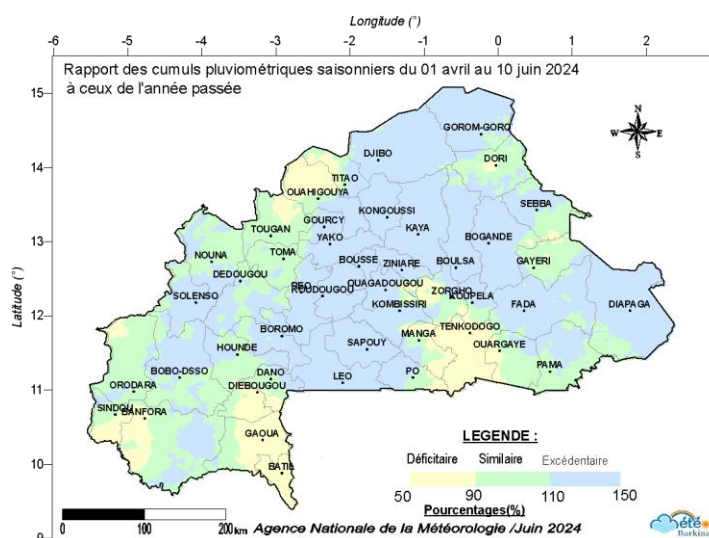 Longitude (°)
-6 -5 -4 -3 -2 -1 0 1 2
Rapport des cumuls pluviométriques saisonniers du 01 avril au 10 juin 2024
à ceux de l'année passée
15
N
GOROM-GORO
W E
S
DJIBO
14
DORI
TITAO
OUAHIGOUYA
SEBBA
KONGOUSSI
GOURCY
TOUGAN
KAYA
13
YAKO
BOGANDE
TOMA
NOUNA
BOUSSE
ZINIARE
BOULSA
GAYERI
DEDOUGOU
Latitude (°)
OUAGADOUGOU
ZORGHO
KOUDOUGOU
SOLENSO
KOUPELA
12
KOMBISSIRI
FADA
DIAPAGA
BOROMO
TENKODOGO
MANGA
HOUNDE
SAPOUY
OUARGAYE
BOBO-DSSO
DANO
LEO
PO
PAMA
11
ORODARA
DIEBOUGOU
SINDOU
BANFORA
GAOUA
LEGENDE :
10
BATIE
Déficitaire Similaire Excédentaire
50 90 110 150
Pourcentages(%)
0 100 200 km
Agence Nationale de la Météorologie /Juin 2024
9
météo
Burkina